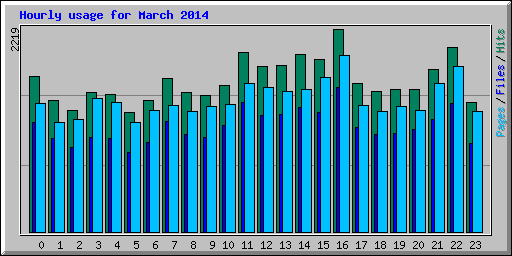 Hourly usage for March 2014
2219
Pages / Files / Hits
0 1 2 3 4 5 6 7 8 9 10 11 12 13 14 15 16 17 18 19 20 21 22 23